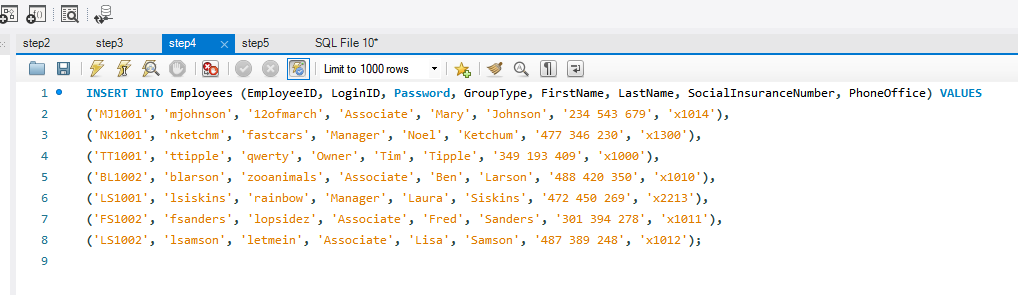 step2 step3 step4 step5 SQL File 10*
Limit to 1000 rows
1 INSERT INTO Employees (EmployeeID, LoginID, Password, GroupType, FirstName, LastName, SocialInsuranceNumber, PhoneOffice) VALUES
2 ('MJ1001', 'mjohnson', '12ofmarch', 'Associate', 'Mary', 'Johnson', '234 543 679', 'x1014'),
3 ('NK1001', 'nketchm', 'fastcars', 'Manager', 'Noel', 'Ketchum', '477 346 230', 'x1300'),
4 ('TT1001', 'ttipple', 'qwerty', 'Owner', 'Tim', 'Tipple', '349 193 409', 'x1000'),
5 ('BL1002', 'blarson', 'zooanimals', 'Associate', 'Ben', 'Larson', '488 420 350', 'x1010'),
6 ('LS1001', 'lsiskins', 'rainbow', 'Manager', 'Laura', 'Siskins', '472 450 269', 'x2213'),
7 ('FS1002', 'fsanders', 'lopsidez', 'Associate', 'Fred', 'Sanders', '301 394 278', 'x1011'),
8 ('LS1002', 'lsamson', 'letmein', 'Associate', 'Lisa', 'Samson', '487 389 248', 'x1012');
9